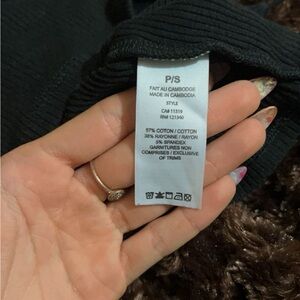 P/S
FAIT AU CAMBODGE
MADE IN CAMBODIA
STYLE
CA# 11319
RN# 121340
57% COTON / COTTON
38% RAYONNE / RAYON
5% SPANDEX
GARNITURES NON
COMPRISES / EXCLUSIVE
OF TRIMS